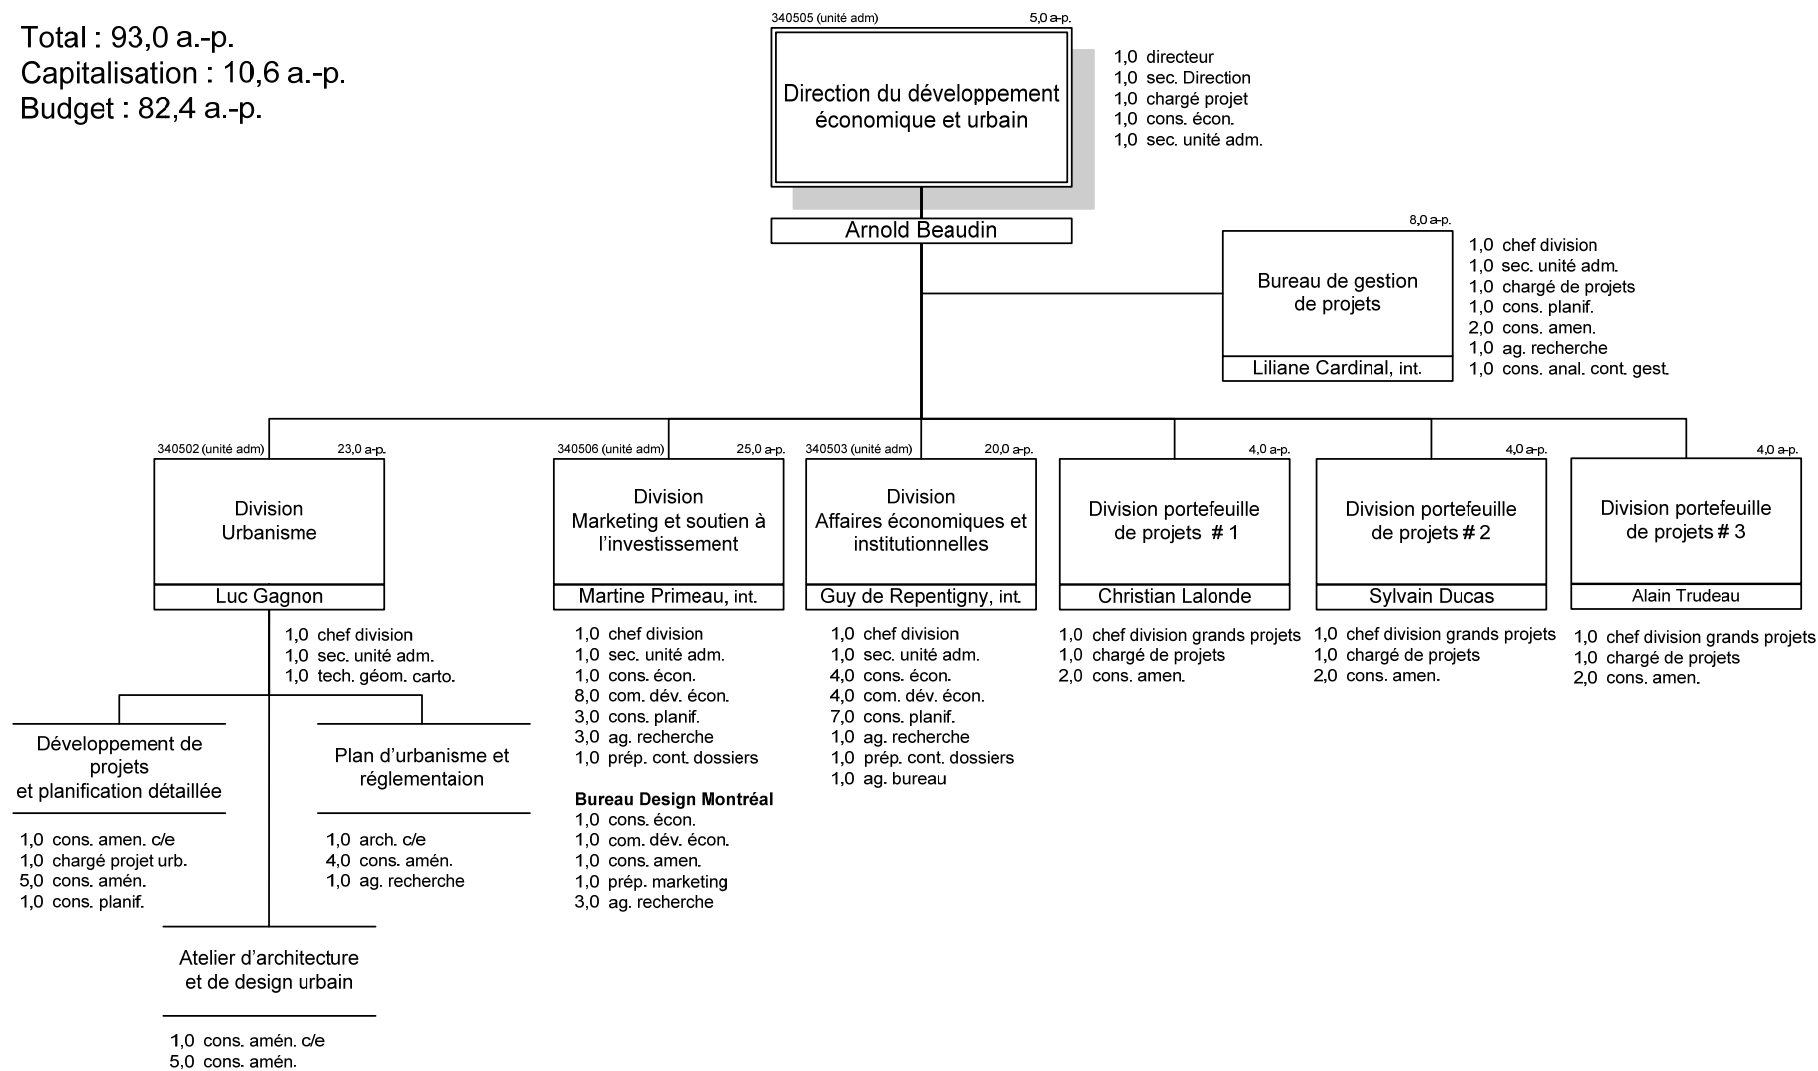 Total : 93,0 a.-p.
Capitalisation : 10,6 a.-p.
Budget : 82,4 a.-p.
340505 (unité adm)
5,0 a-p.
Direction du développement
économique et urbain
Arnold Beaudin
1,0 directeur
1,0 sec. Direction
1,0 chargé projet
1,0 cons. écon.
1,0 sec. unité adm.
8,0 a-p.
Bureau de gestion
de projets
Liliane Cardinal, int.
1,0 chef division
1,0 sec. unité adm.
1,0 chargé de projets
1,0 cons. planif.
2,0 cons. amen.
1,0 ag. recherche
1,0 cons. anal. cont. gest.
340502 (unité adm)
23,0 a-p.
Division
Urbanisme
Luc Gagnon
1,0 chef division
1,0 sec. unité adm.
1,0 tech. géom. carto.
Développement de
projets
et planification détaillée
1,0 cons. amen. c/e
1,0 chargé projet urb.
5,0 cons. amén.
1,0 cons. planif.
Plan d’urbanisme et
réglementaion
1,0 arch. c/e
4,0 cons. amén.
1,0 ag. recherche
Atelier d’architecture
et de design urbain
1,0 cons. amén. c/e
5,0 cons. amén.
340506 (unité adm)
25,0 a-p.
Division
Marketing et soutien à
l’investissement
Martine Primeau, int.
1,0 chef division
1,0 sec. unité adm.
1,0 cons. écon.
8,0 com. dév. écon.
3,0 cons. planif.
3,0 ag. recherche
1,0 prép. cont. dossiers
Bureau Design Montréal
1,0 cons. écon.
1,0 com. dév. écon.
1,0 cons. amen.
1,0 prép. marketing
3,0 ag. recherche
340503 (unité adm)
20,0 a-p.
Division
Affaires économiques et
institutionnelles
Guy de Repentigny, int.
1,0 chef division
1,0 sec. unité adm.
4,0 cons. écon.
4,0 com. dév. écon.
7,0 cons. planif.
1,0 ag. recherche
1,0 prép. cont. dossiers
1,0 ag. bureau
4,0 a-p.
Division portefeuille
de projets # 1
Christian Lalonde
1,0 chef division grands projets
1,0 chargé de projets
2,0 cons. amen.
4,0 a-p.
Division portefeuille
de projets # 2
Sylvain Ducas
1,0 chef division grands projets
1,0 chargé de projets
2,0 cons. amen.
4,0 a-p.
Division portefeuille
de projets # 3
Alain Trudeau
1,0 chef division grands projets
1,0 chargé de projets
2,0 cons. amen.